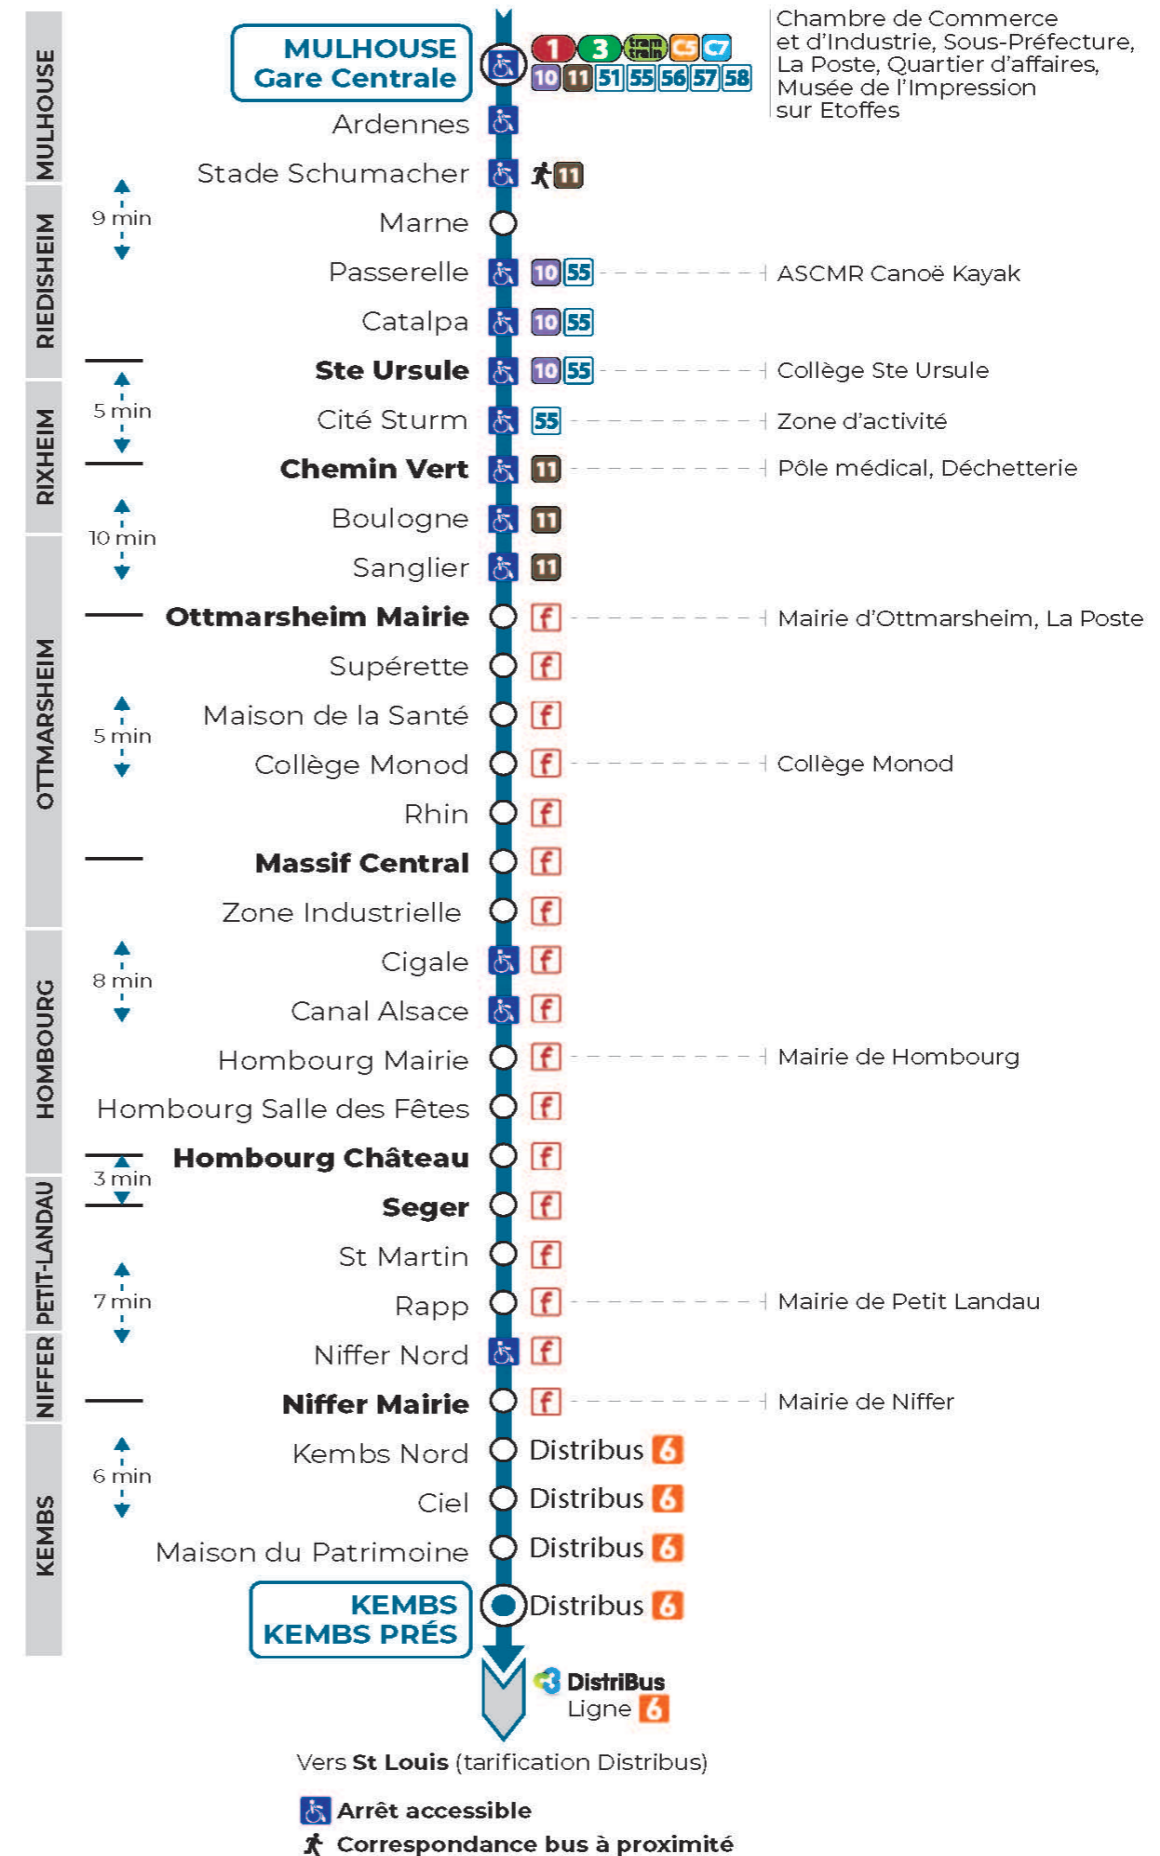 MULHOUSE
MULHOUSE
Gare Centrale
1 3 tram train C5 C7
10 11 51 55 56 57 58
Chambre de Commerce
et d'Industrie, Sous-Préfecture,
La Poste, Quartier d'affaires,
Musée de l'Impression
sur Etoffes
Ardennes
Stade Schumacher 11
RIEDISHEIM
9 min
Marne
Passerelle 10 55 ASCMR Canoë Kayak
Catalpa 10 55
Ste Ursule 10 55 Collège Ste Ursule
RIXHEIM
5 min
Cité Sturm 55 Zone d'activité
Chemin Vert 11 Pôle médical, Déchetterie
Boulogne 11
10 min
Sanglier 11
OTTMARSHEIM
Ottmarsheim Mairie f Mairie d'Ottmarsheim, La Poste
Supérette f
Maison de la Santé f
5 min
Collège Monod f Collège Monod
Rhin f
Massif Central f
Zone Industrielle f
HOMBOURG
Cigale f
8 min
Canal Alsace f
Hombourg Mairie f Mairie de Hombourg
Hombourg Salle des Fêtes f
Hombourg Château f
3 min
PETIT-LANDAU
Seger f
St Martin f
7 min
Rapp f Mairie de Petit Landau
NIFFER
Niffer Nord f
Niffer Mairie f Mairie de Niffer
KEMBS
Kembs Nord Distribus 6
6 min
Ciel Distribus 6
Maison du Patrimoine Distribus 6
KEMBS
KEMBS PRÉS
Distribus 6
DistriBus
Ligne 6
Vers St Louis (tarification Distribus)
Arrêt accessible
Correspondance bus à proximité